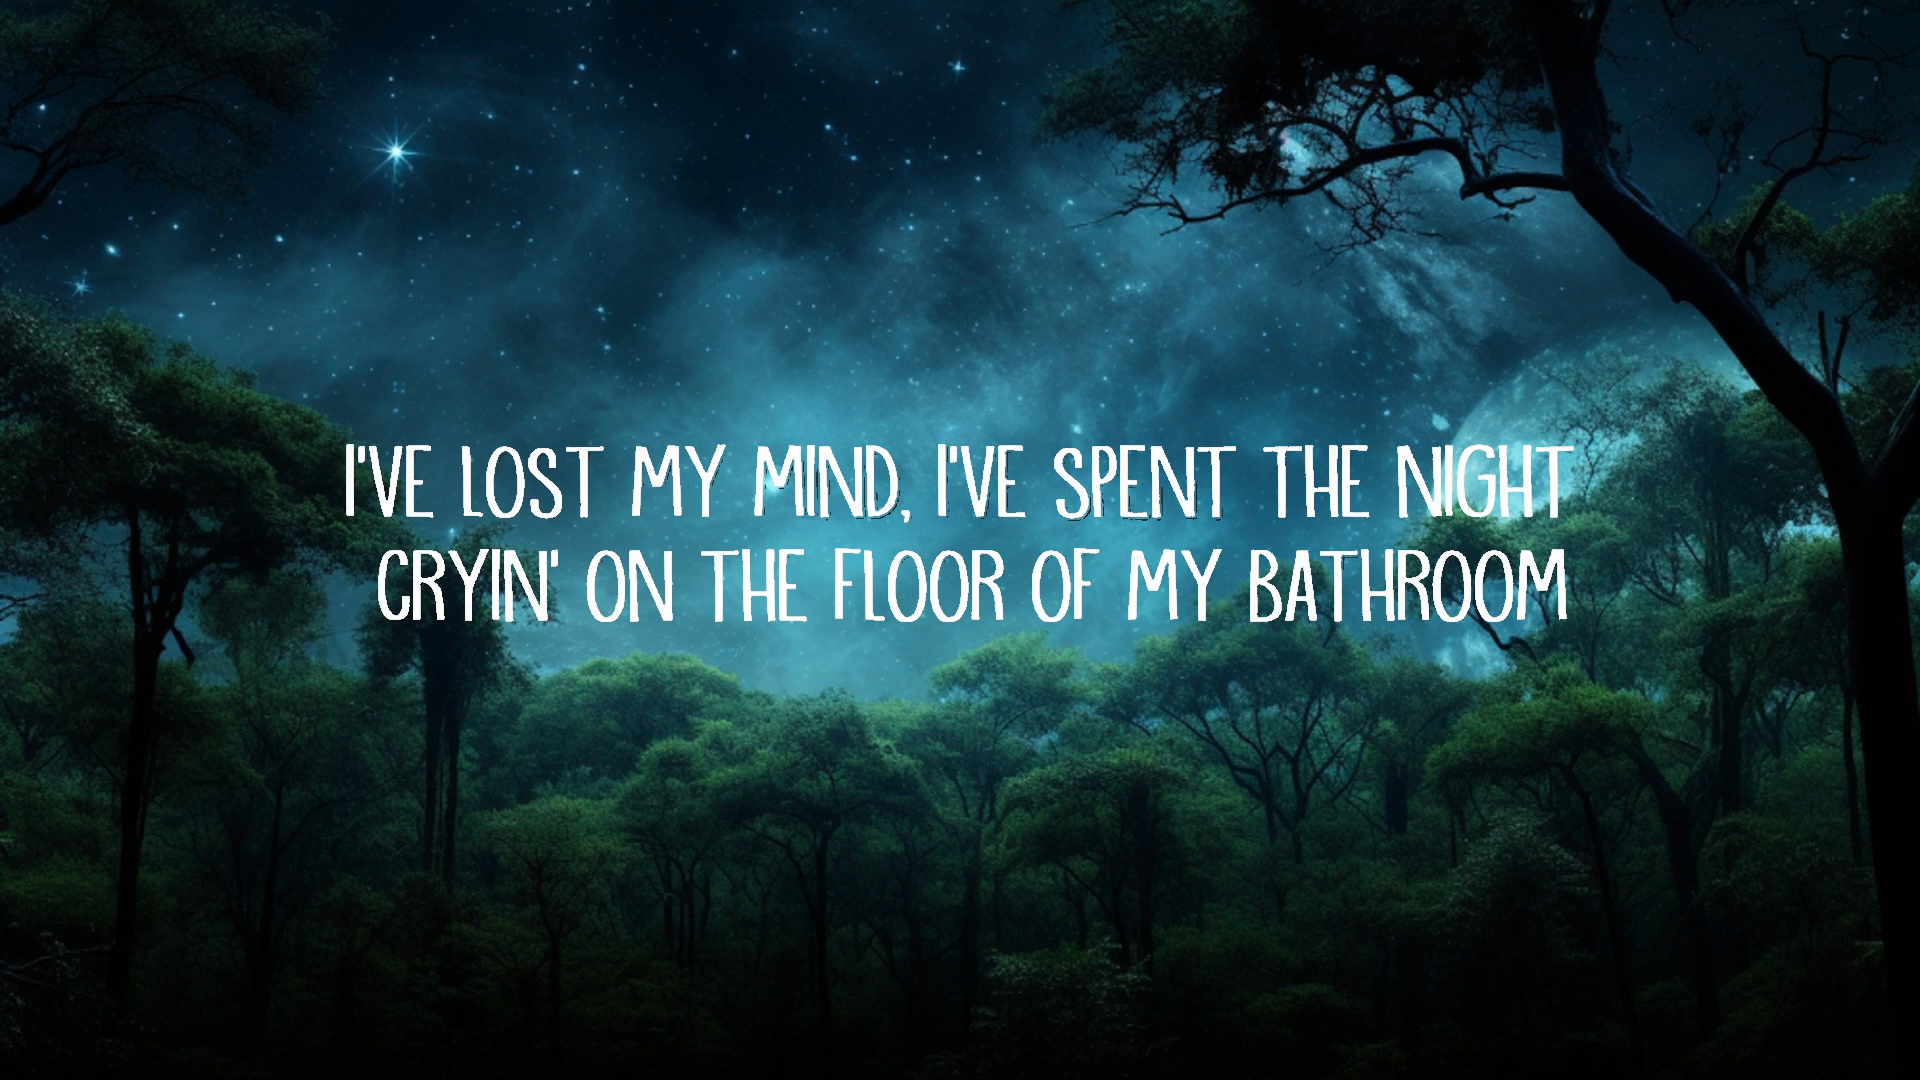 I'VE LOST MY MIND, I'VE SPENT THE NIGHT
CRYIN' ON THE FLOOR OF MY BATHROOM